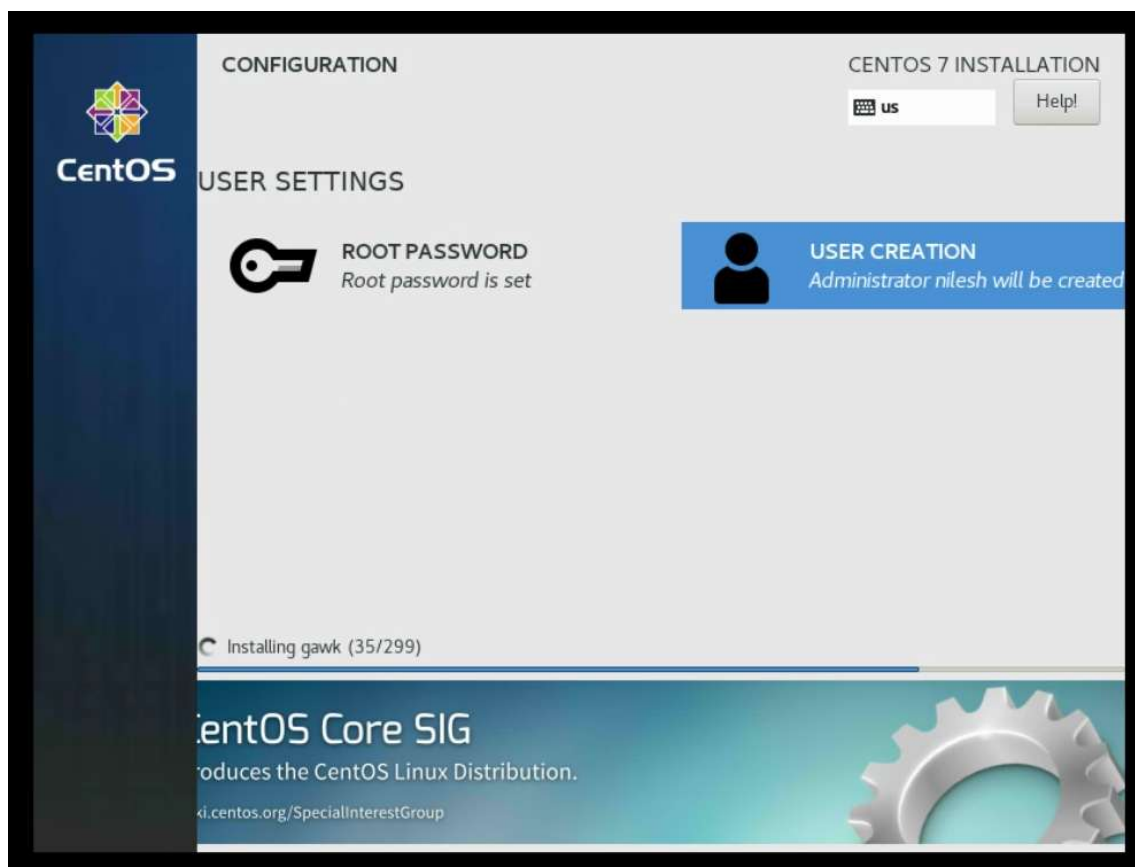 CONFIGURATION
CENTOS 7 INSTALLATION
us
Help!
CentOS
USER SETTINGS
ROOT PASSWORD
Root password is set
USER CREATION
Administrator nilesh will be created
Installing gawk (35/299)
entOS Core SIG
roduces the CentOS Linux Distribution.
ki.centos.org/SpecialInterestGroup